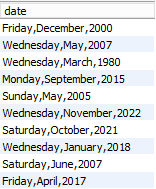 date
Friday,December,2000
Wednesday,May,2007
Wednesday,March,1980
Monday,September,2015
Sunday,May,2005
Wednesday,November,2022
Saturday,October,2021
Wednesday,January,2018
Saturday,June,2007
Friday,April,2017